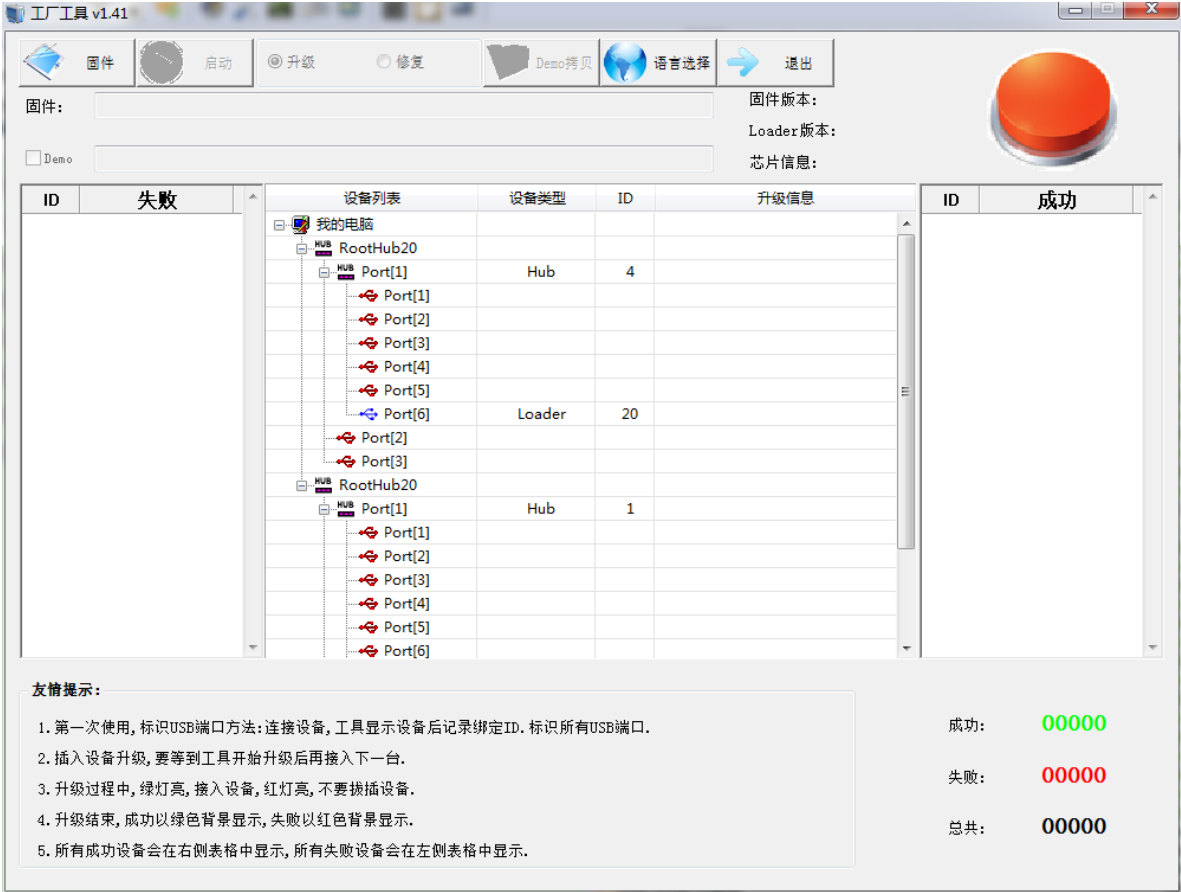 工厂工具 v1.41
固件 启动 升级 修复 Demo拷贝 语言选择 退出
固件:
固件版本:
Loader版本:
Demo
芯片信息:
ID 失败
设备列表 设备类型 ID 升级信息
ID 成功
我的电脑
HUB RootHub20
HUB Port[1] Hub 4
Port[1]
Port[2]
Port[3]
Port[4]
Port[5]
Port[6] Loader 20
Port[2]
Port[3]
HUB RootHub20
HUB Port[1] Hub 1
Port[1]
Port[2]
Port[3]
Port[4]
Port[5]
Port[6]
友情提示:
1.第一次使用,标识USB端口方法:连接设备,工具显示设备后记录绑定ID.标识所有USB端口.
2.插入设备升级,要等到工具开始升级后再接入下一台.
3.升级过程中,绿灯亮,接入设备,红灯亮,不要拔插设备.
4.升级结束,成功以绿色背景显示,失败以红色背景显示.
5.所有成功设备会在右侧表格中显示,所有失败设备会在左侧表格中显示.
成功: 00000
失败: 00000
总共: 00000